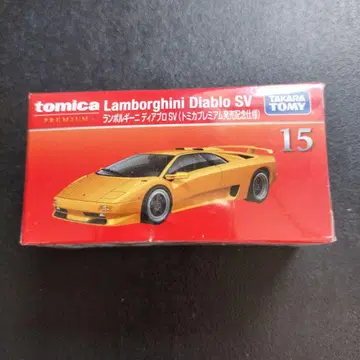 tomica Lamborghini Diablo SV
PREMIUM ランボルギーニ ディアブロ SV(トミカプレミアム発売記念仕様)
TAKARA
TOMY
15